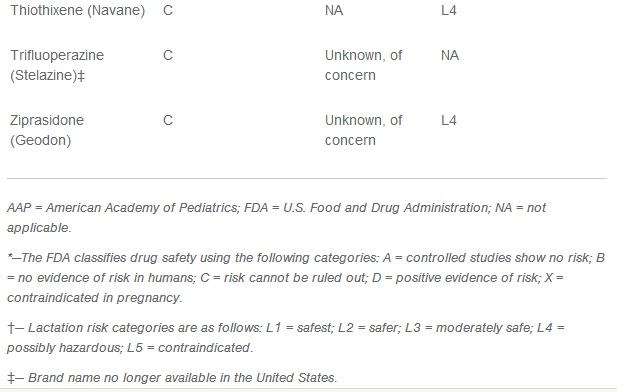 Thiothixene (Navane) C NA L4
Trifluoperazine C Unknown, of NA
(Stelazine)‡ concern
Ziprasidone C Unknown, of L4
(Geodon) concern
AAP = American Academy of Pediatrics; FDA = U.S. Food and Drug Administration; NA = not
applicable.
*—The FDA classifies drug safety using the following categories: A = controlled studies show no risk; B
= no evidence of risk in humans; C = risk cannot be ruled out; D = positive evidence of risk; X =
contraindicated in pregnancy.
†— Lactation risk categories are as follows: L1 = safest; L2 = safer; L3 = moderately safe; L4 =
possibly hazardous; L5 = contraindicated.
‡— Brand name no longer available in the United States.